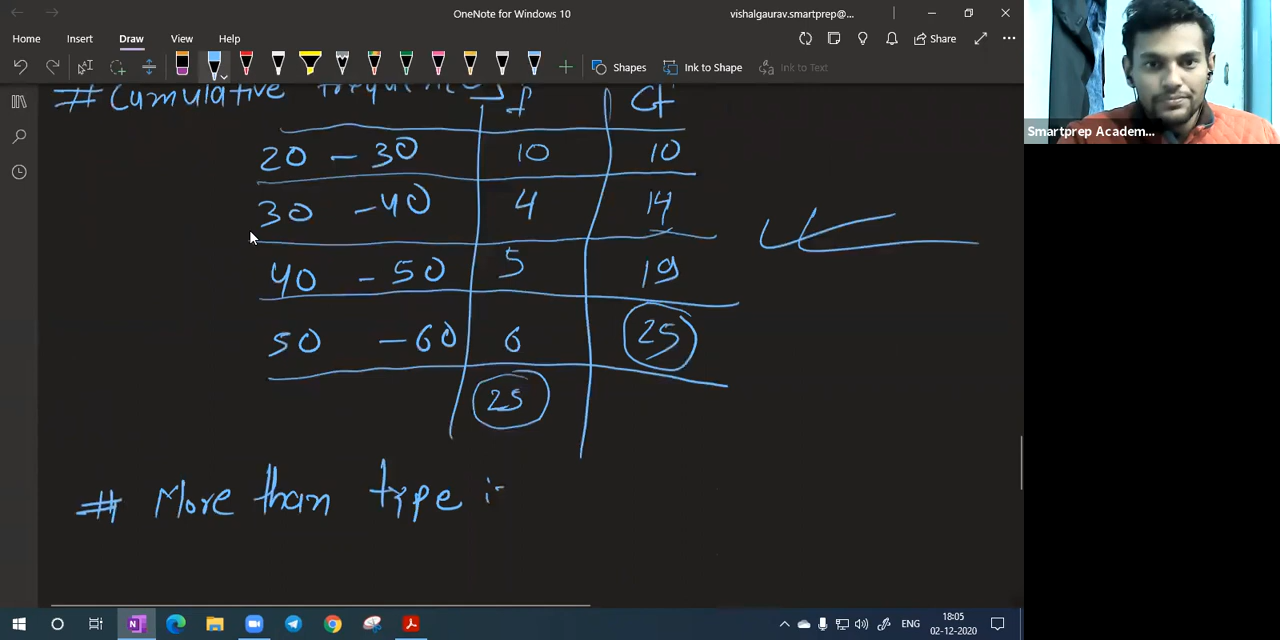 OneNote for Windows 10
vishalgaurav.smartprep@...
Home Insert Draw View Help
Share
Shapes
Ink to Shape
Ink to Text
# Cumulative frequency f Cf
20 - 30 10 10
30 - 40 4 14
40 - 50 5 19
50 - 60 6 25
25
# More than type :-
Smartprep Academ...
ENG
18:05
02-12-2020